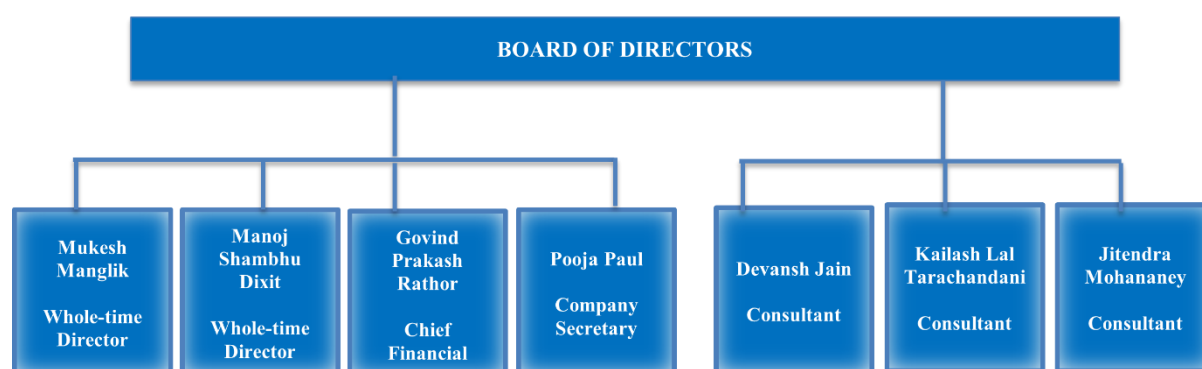 BOARD OF DIRECTORS
Mukesh
Manglik
Whole-time
Director
Manoj
Shambhu
Dixit
Whole-time
Director
Govind
Prakash
Rathor
Chief
Financial
Pooja Paul
Company
Secretary
Devansh Jain
Consultant
Kailash Lal
Tarachandani
Consultant
Jitendra
Mohananey
Consultant